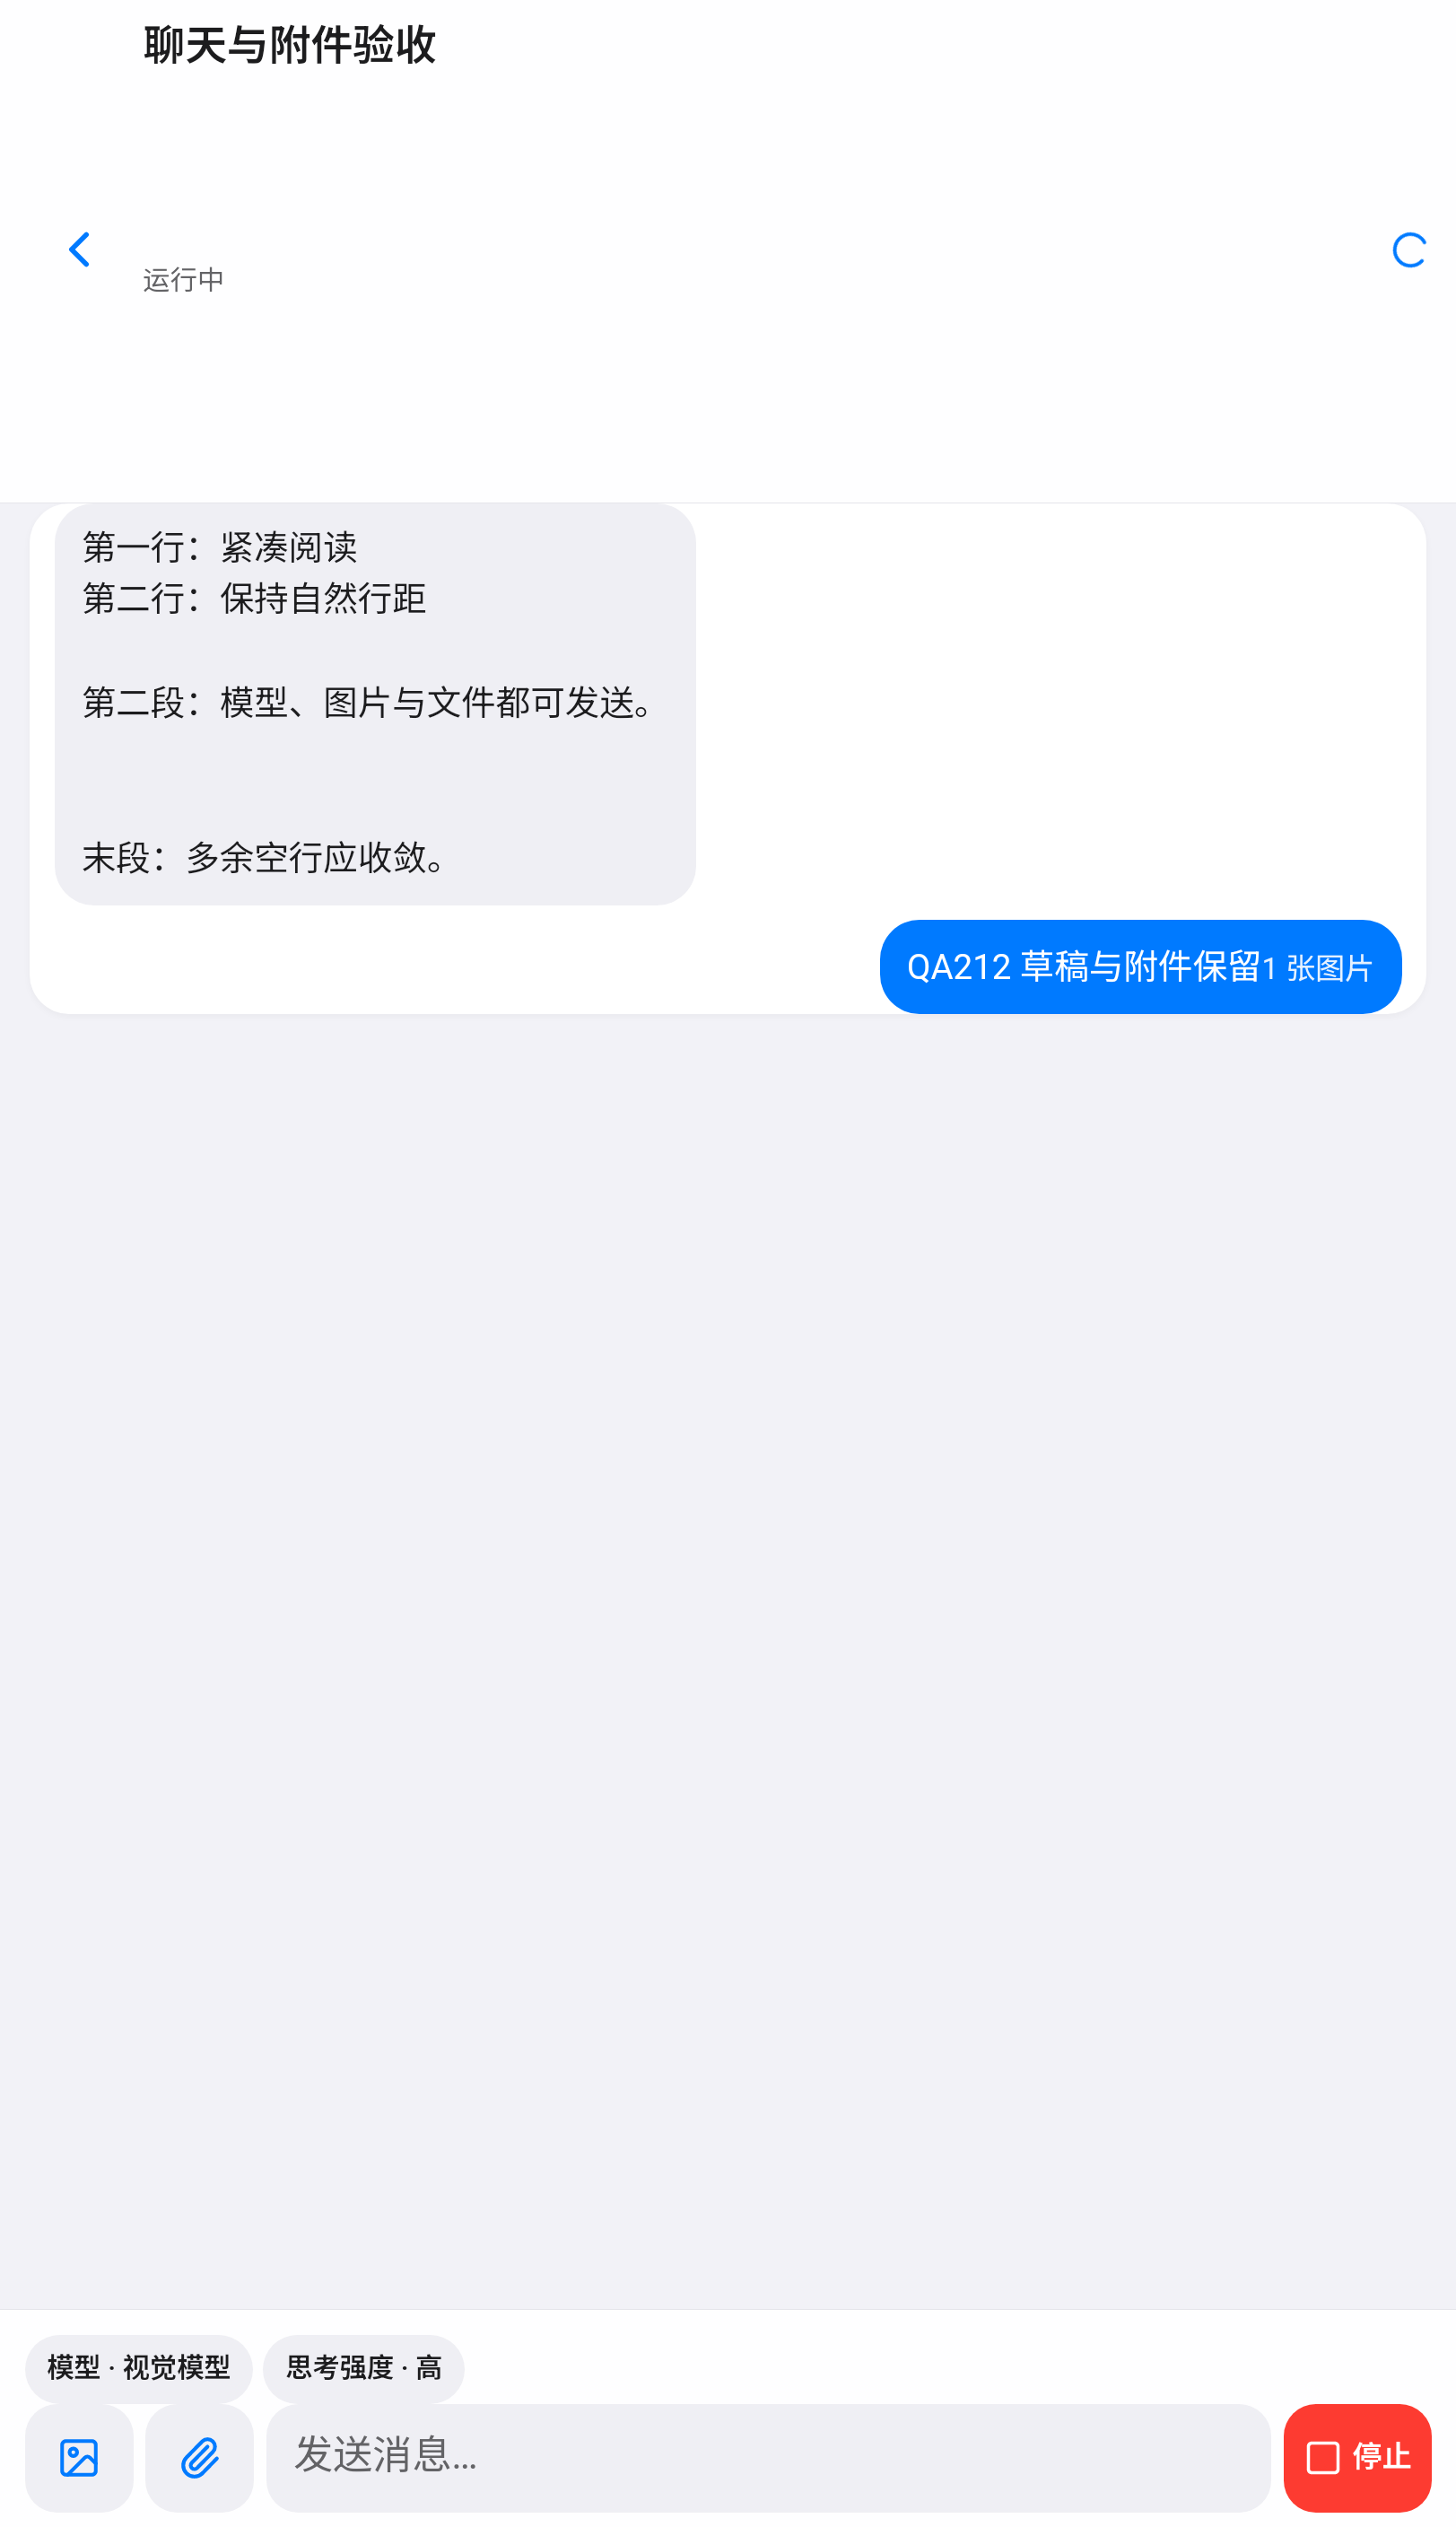 聊天与附件验收
运行中
第一行：紧凑阅读
第二行：保持自然行距
第二段：模型、图片与文件都可发送。
末段：多余空行应收敛。
QA212 草稿与附件保留1 张图片
模型 · 视觉模型
思考强度 · 高
发送消息...
停止